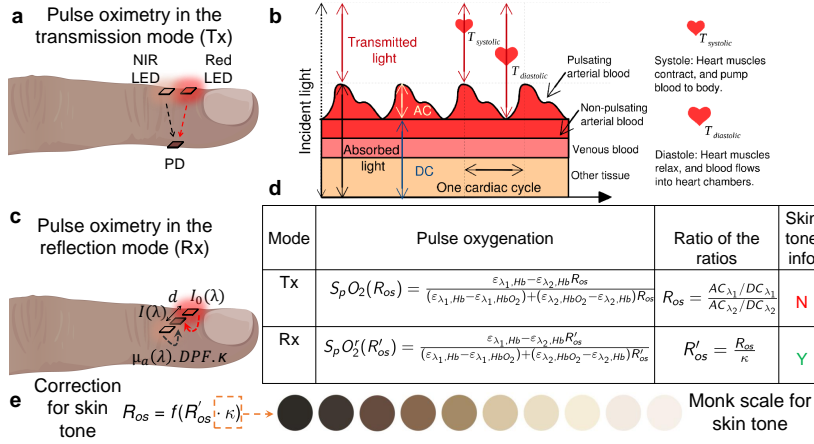 a
Pulse oximetry in the
transmission mode (Tx)
NIR
LED
Red
LED
PD
b
Incident light
Transmitted
light
T_systolic
T_diastolic
Pulsating
arterial blood
AC
Non-pulsating
arterial blood
Absorbed
light
Venous blood
DC
Other tissue
One cardiac cycle
T_systolic
Systole: Heart muscles
contract, and pump
blood to body.
T_diastolic
Diastole: Heart muscles
relax, and blood flows
into heart chambers.
c
Pulse oximetry in the
reflection mode (Rx)
d I₀(λ)
I(λ)
μₐ(λ).DPF.κ
d
Mode Pulse oxygenation Ratio of the ratios Skin tone info
Tx S_pO_2(R_os) = (ε_λ₁,Hb − ε_λ₂,Hb R_os) / ((ε_λ₁,Hb − ε_λ₁,HbO₂) + (ε_λ₂,HbO₂ − ε_λ₂,Hb)R_os) R_os = (AC_λ₁/DC_λ₁) / (AC_λ₂/DC_λ₂) N
Rx S_pO_2^r(R'_os) = (ε_λ₁,Hb − ε_λ₂,Hb R'_os) / ((ε_λ₁,Hb − ε_λ₁,HbO₂) + (ε_λ₂,HbO₂ − ε_λ₂,Hb)R'_os) R'_os = R_os / κ Y
e
Correction
for skin
tone
R_os = f(R'_os · κ)
Monk scale for
skin tone